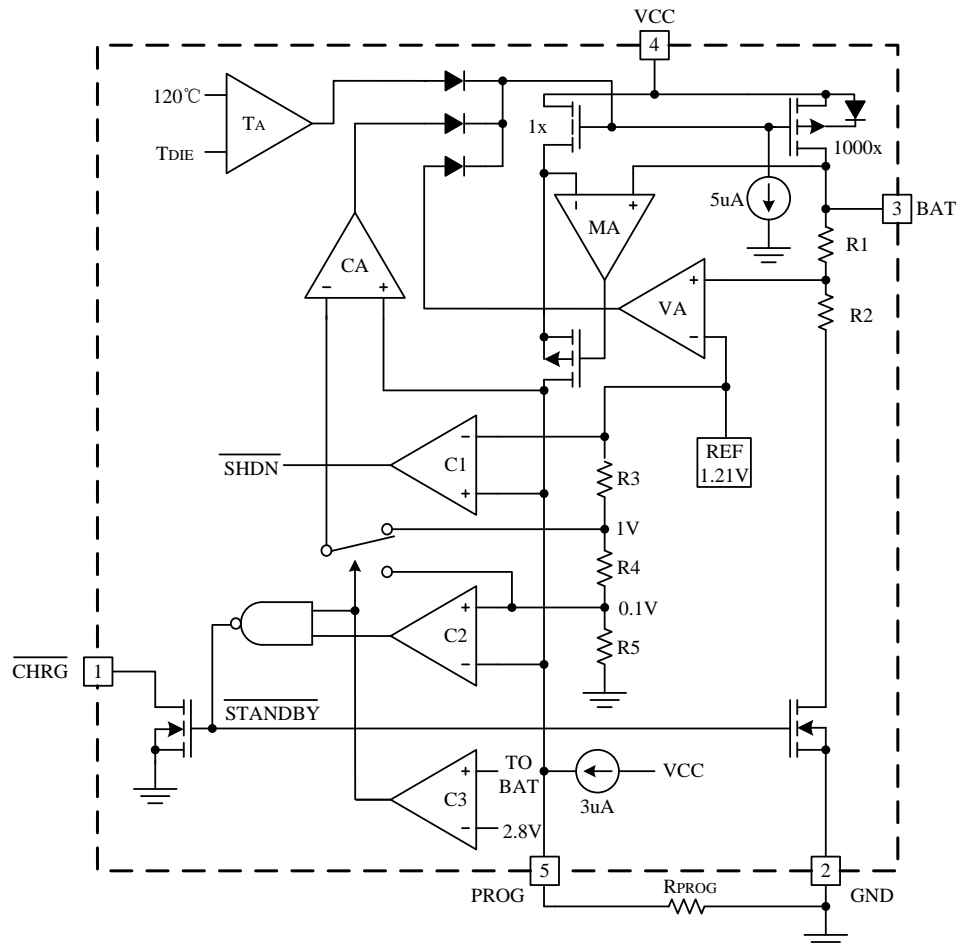 VCC
4
120℃
TA
TDIE
1x
1000x
5uA
3
BAT
MA
R1
CA
VA
R2
− +
− +
+
−
SHDN
C1
−
+
REF
1.21V
R3
1V
R4
0.1V
C2
+
−
R5
CHRG
1
STANDBY
C3
+
−
TO
BAT
2.8V
3uA
VCC
5
2
PROG
RPROG
GND